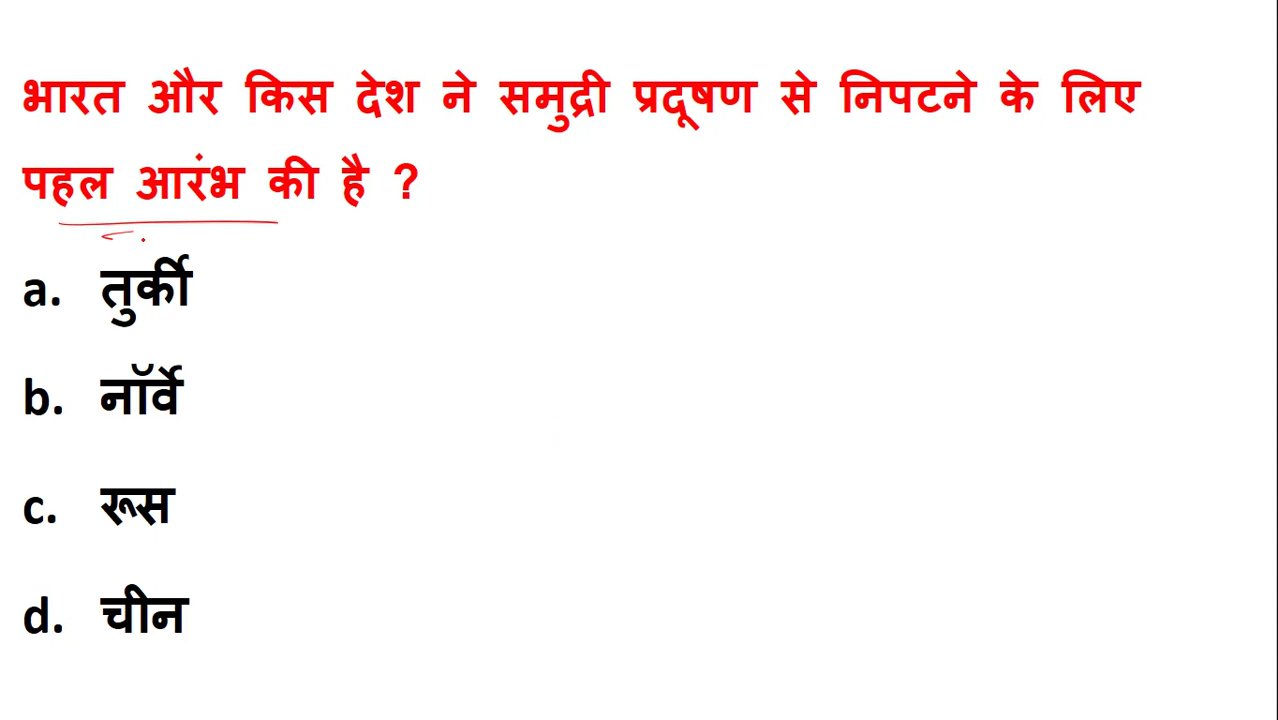 भारत और किस देश ने समुद्री प्रदूषण से निपटने के लिए
पहल आरंभ की है ?
a. तुर्की
b. नॉर्वे
c. रूस
d. चीन